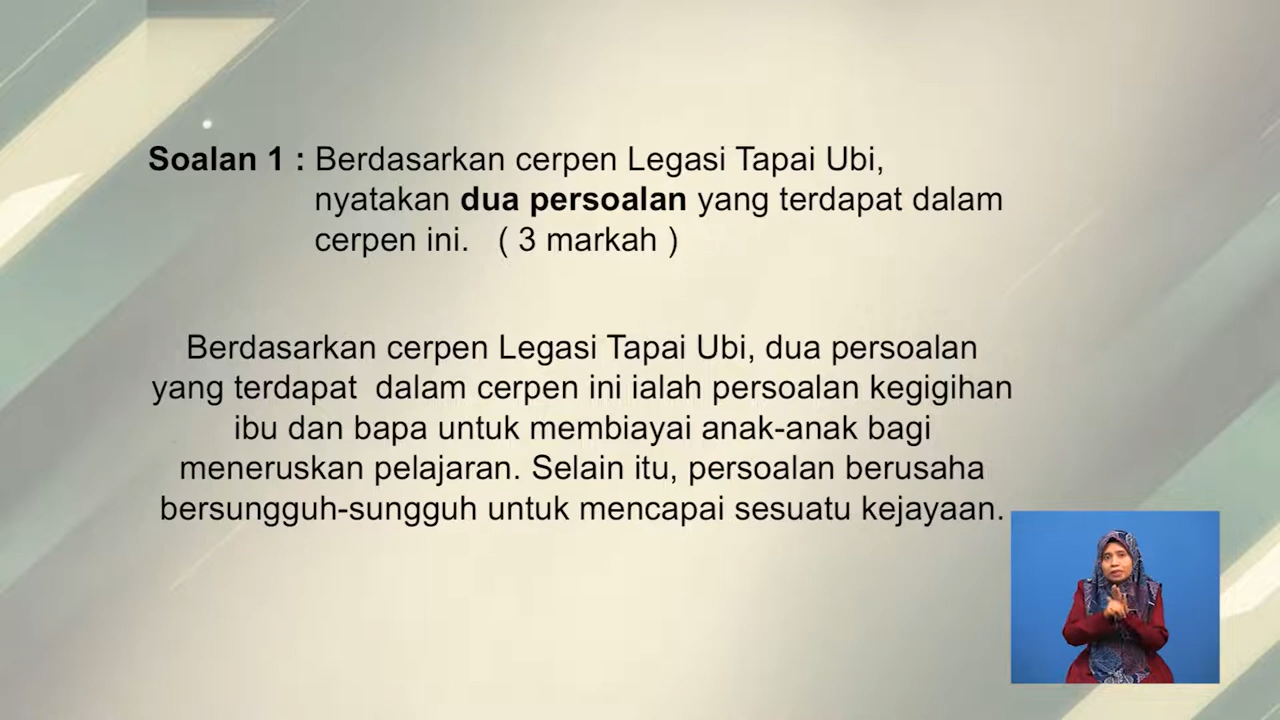 Soalan 1 : Berdasarkan cerpen Legasi Tapai Ubi,
nyatakan dua persoalan yang terdapat dalam
cerpen ini. ( 3 markah )
Berdasarkan cerpen Legasi Tapai Ubi, dua persoalan
yang terdapat dalam cerpen ini ialah persoalan kegigihan
ibu dan bapa untuk membiayai anak-anak bagi
meneruskan pelajaran. Selain itu, persoalan berusaha
bersungguh-sungguh untuk mencapai sesuatu kejayaan.